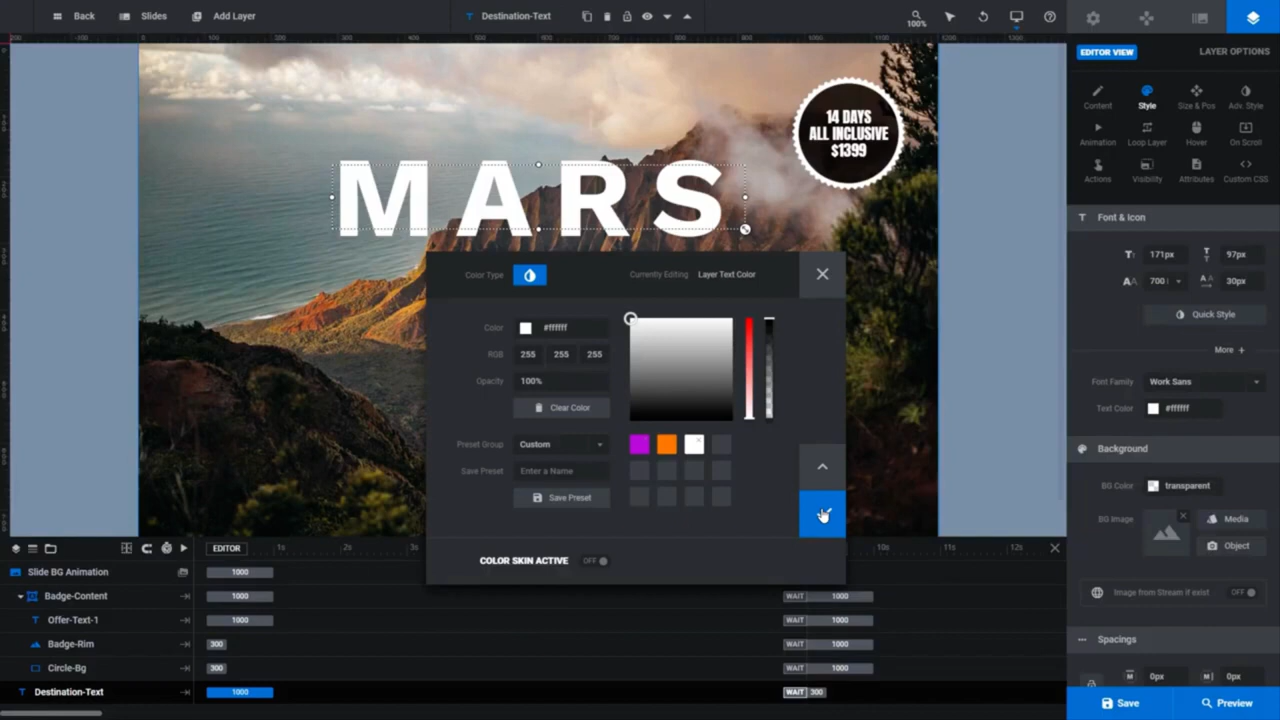 Back
Slides
Add Layer
Destination-Text
100%
EDITOR VIEW
LAYER OPTIONS
Content
Style
Size & Pos
Adv. Style
Animation
Loop Layer
Hover
On Scroll
Actions
Visibility
Attributes
Custom CSS
14 DAYS
ALL INCLUSIVE
$1399
MARS
Font & Icon
171px
97px
700
30px
Quick Style
More +
Font Family
Work Sans
Text Color
#ffffff
Background
BG Color
transparent
BG Image
Media
Object
Image from Stream if exist
OFF
Spacings
0px
0px
Save
Preview
Color Type
Currently Editing
Layer Text Color
Color
#ffffff
RGB
255
255
255
Opacity
100%
Clear Color
Preset Group
Custom
Save Preset
Enter a Name
Save Preset
COLOR SKIN ACTIVE
OFF
EDITOR
1s
2s
3s
10s
11s
12s
Slide BG Animation
1000
Badge-Content
1000
WAIT
1000
Offer-Text-1
1000
WAIT
1000
Badge-Rim
300
WAIT
1000
Circle-Bg
300
WAIT
1000
Destination-Text
1000
WAIT
300